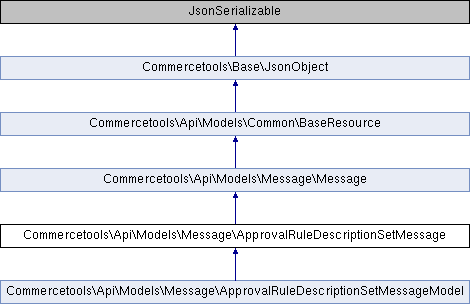 JsonSerializable
Commercetools\Base\JsonObject
Commercetools\Api\Models\Common\BaseResource
Commercetools\Api\Models\Message\Message
Commercetools\Api\Models\Message\ApprovalRuleDescriptionSetMessage
Commercetools\Api\Models\Message\ApprovalRuleDescriptionSetMessageModel